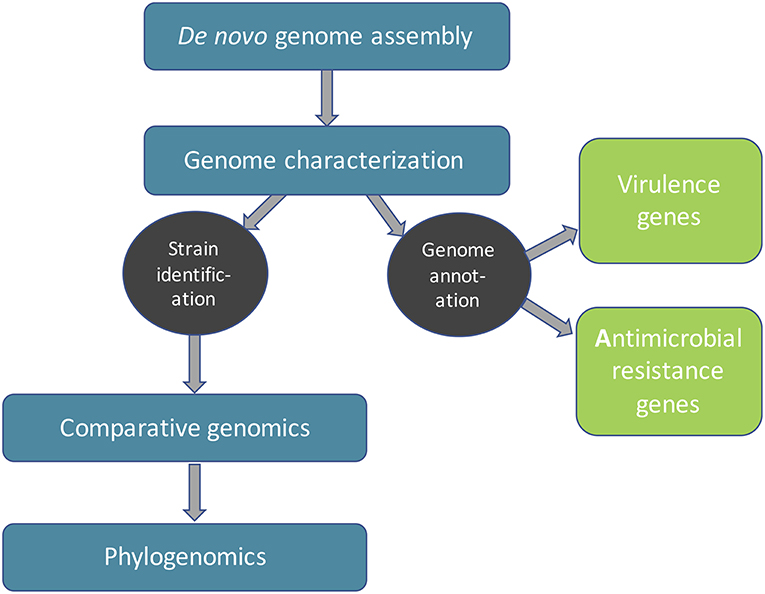 De novo genome assembly
Genome characterization
Strain
identific-
ation
Genome
annot-
ation
Virulence
genes
Antimicrobial
resistance
genes
Comparative genomics
Phylogenomics